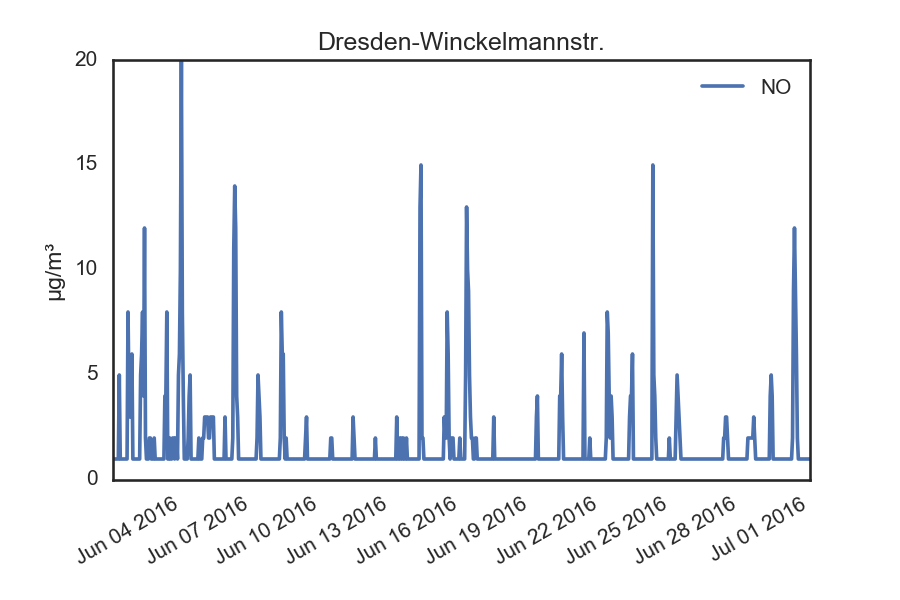 Dresden-Winckelmannstr.
20
15
10
5
0
µg/m³
NO
Jun 04 2016
Jun 07 2016
Jun 10 2016
Jun 13 2016
Jun 16 2016
Jun 19 2016
Jun 22 2016
Jun 25 2016
Jun 28 2016
Jul 01 2016